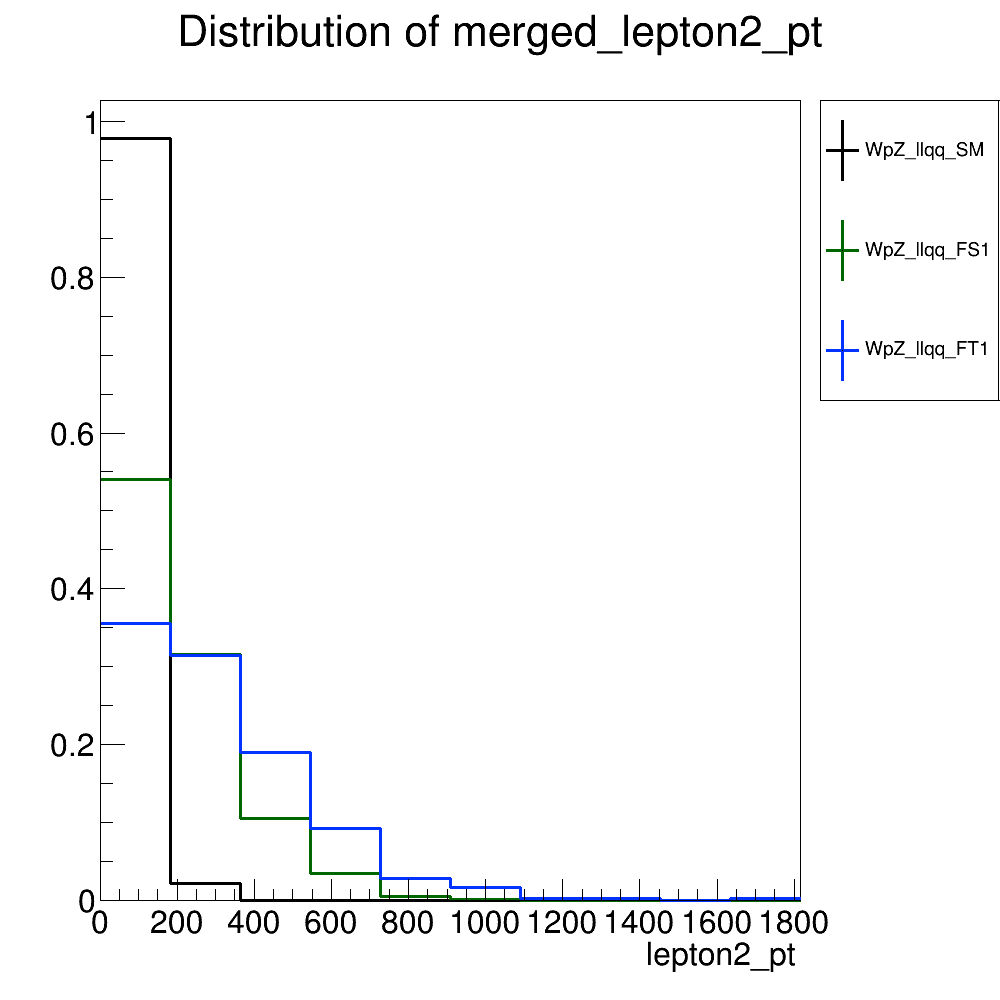 Distribution of merged_lepton2_pt
1
0.8
0.6
0.4
0.2
0
0 200 400 600 800 1000 1200 1400 1600 1800
lepton2_pt
WpZ_llqq_SM
WpZ_llqq_FS1
WpZ_llqq_FT1